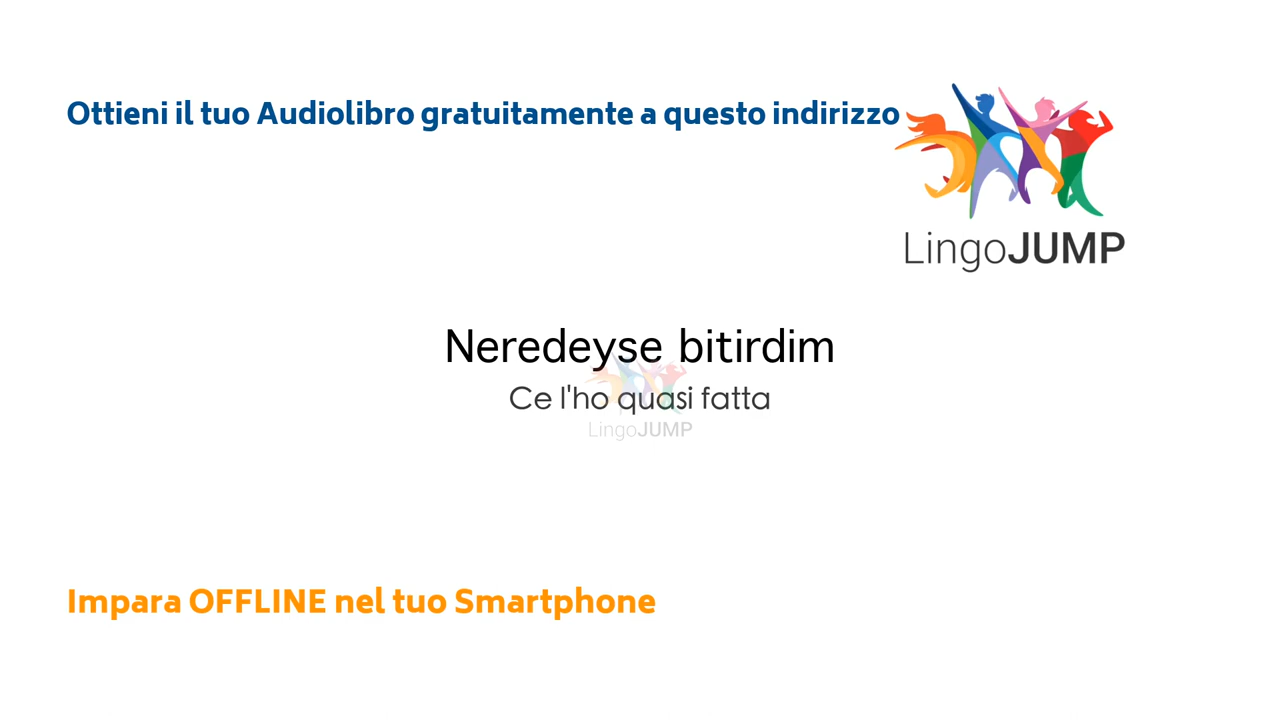 Ottieni il tuo Audiolibro gratuitamente a questo indirizzo
LingoJUMP
Neredeyse bitirdim
Ce l'ho quasi fatta
LingoJUMP
Impara OFFLINE nel tuo Smartphone